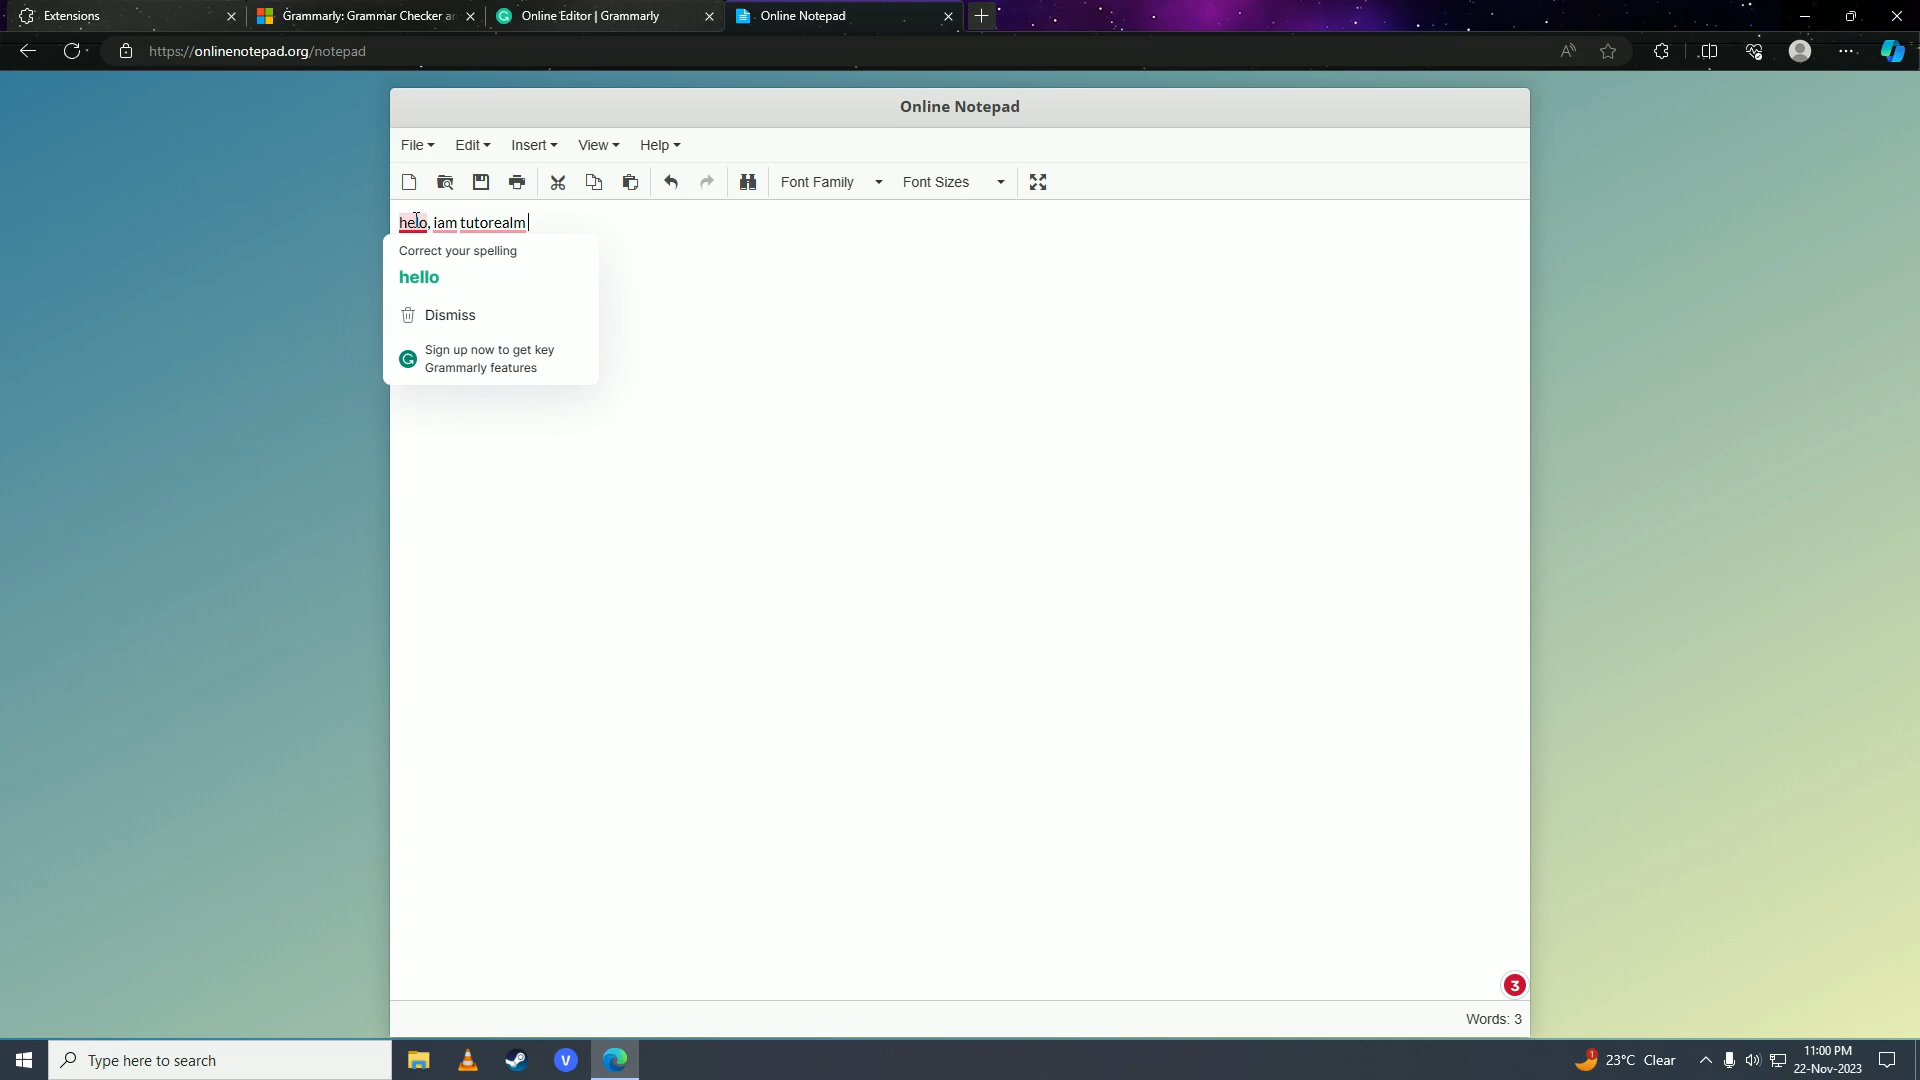 Extensions
Grammarly: Grammar Checker a
Online Editor | Grammarly
Online Notepad
https://onlinenotepad.org/notepad
Online Notepad
File Edit Insert View Help
Font Family Font Sizes
helo, iam tutorealm
Correct your spelling
hello
Dismiss
Sign up now to get key
Grammarly features
3
Words: 3
Type here to search
V
1
23°C Clear
11:00 PM
22-Nov-2023